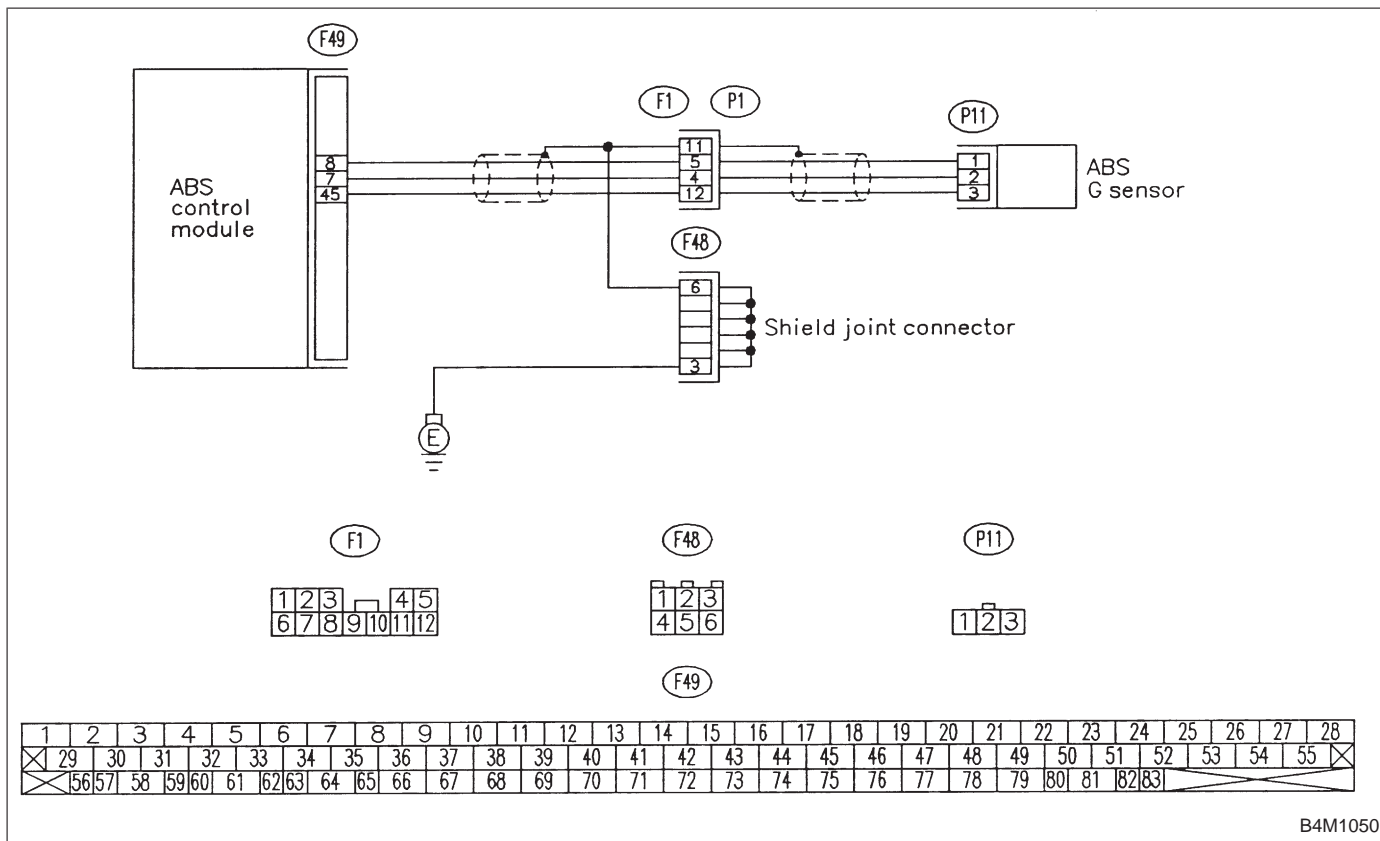 F49
F1 P1
P11
11
8 5 1
7 4 2
45 12 3
ABS
control
module
ABS
G sensor
F48
6
Shield joint connector
3
E
F1 F48 P11
1 2 3 4 5
6 7 8 9 10 11 12
1 2 3
4 5 6
1 2 3
F49
1 2 3 4 5 6 7 8 9 10 11 12 13 14 15 16 17 18 19 20 21 22 23 24 25 26 27 28
29 30 31 32 33 34 35 36 37 38 39 40 41 42 43 44 45 46 47 48 49 50 51 52 53 54 55
56 57 58 59 60 61 62 63 64 65 66 67 68 69 70 71 72 73 74 75 76 77 78 79 80 81 82 83
B4M1050